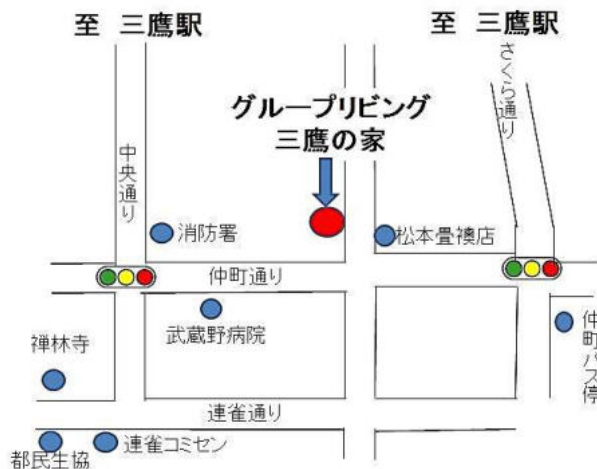 至 三鷹駅
至 三鷹駅
さくら通り
グループリビング
三鷹の家
中央通り
消防署
松本畳襖店
仲町通り
武蔵野病院
仲町バス停
禅林寺
連雀通り
都民生協
連雀コミセン